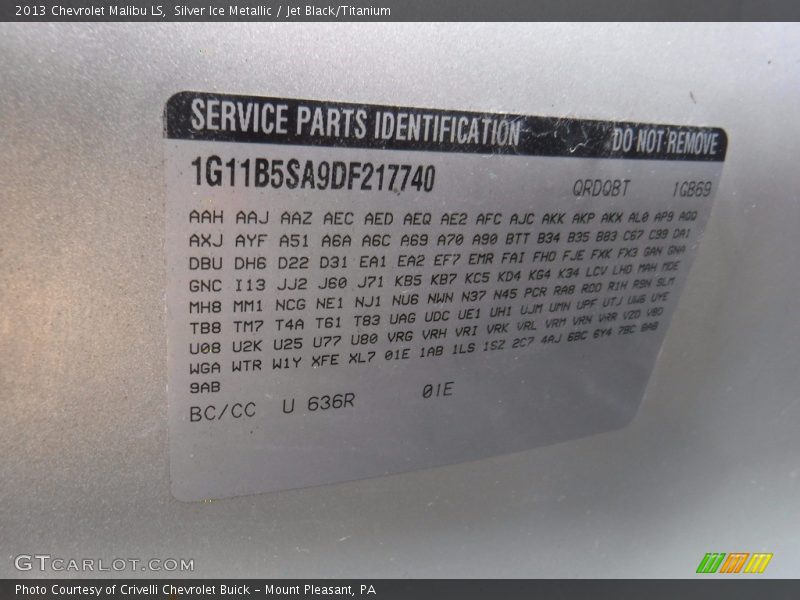 2013 Chevrolet Malibu LS, Silver Ice Metallic / Jet Black/Titanium
SERVICE PARTS IDENTIFICATION DO NOT REMOVE
1G11B5SA9DF217740 QRDQBT 1GB69
AAH AAJ AAZ AEC AED AEQ AE2 AFC AJC AKK AKP AKX AL0 AP9 AQQ
AXJ AYF A51 A6A A6C A69 A70 A90 BTT B34 B35 B83 C67 C99 DA1
DBU DH6 D22 D31 EA1 EA2 EF7 EMR FAI FHO FJE FXK FX3 GAN GNA
GNC I13 JJ2 J60 J71 KB5 KB7 KC5 KD4 KG4 K34 LCV LHD MAH MDE
MH8 MM1 NCG NE1 NJ1 NU6 NWN N37 N45 PCR RAB ROD R1H R9N SLM
TB8 TM7 T4A T61 T83 UAG UDC UE1 UHI UJM UMN UPF UTJ UW6 UYE
U08 U2K U25 U77 U80 VRG VRH VRI VRK VRL VRM VRN VRR VZD V8D
WGA WTR W1Y XFE XL7 01E 1AB 1LS 1SZ 2C7 4AJ 6BC 6Y4 7BC 8AB
9AB
BC/CC U 636R 01E
GTCARLOT.COM
Photo Courtesy of Crivelli Chevrolet Buick - Mount Pleasant, PA